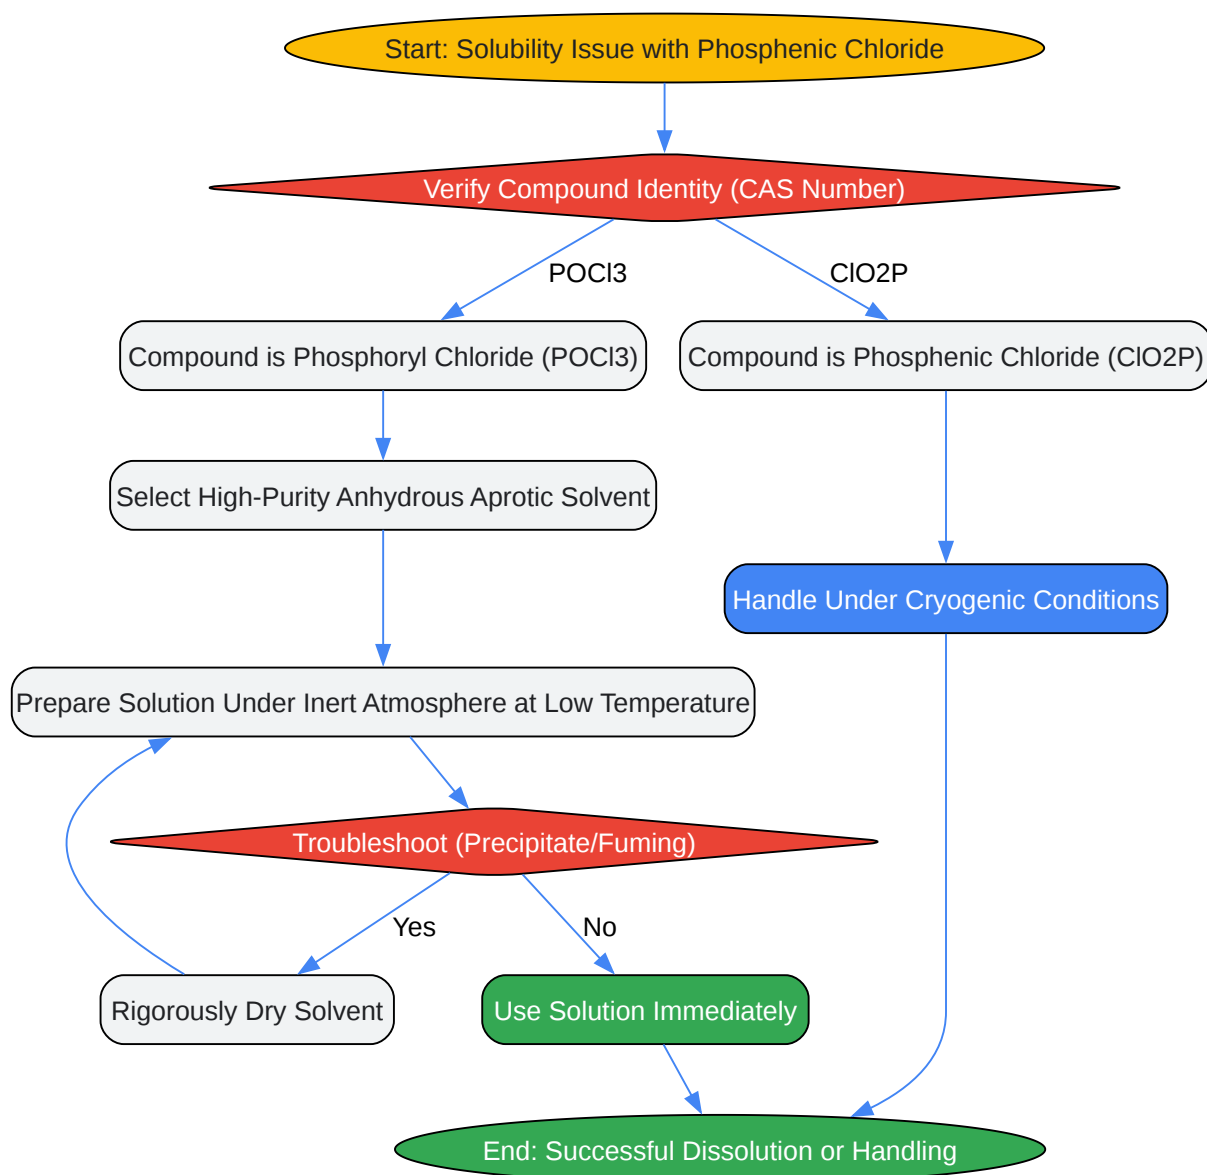 Start: Solubility Issue with Phosphenic Chloride
Verify Compound Identity (CAS Number)
POCl3
ClO2P
Compound is Phosphoryl Chloride (POCl3)
Compound is Phosphenic Chloride (ClO2P)
Select High-Purity Anhydrous Aprotic Solvent
Handle Under Cryogenic Conditions
Prepare Solution Under Inert Atmosphere at Low Temperature
Troubleshoot (Precipitate/Fuming)
Yes
No
Rigorously Dry Solvent
Use Solution Immediately
End: Successful Dissolution or Handling